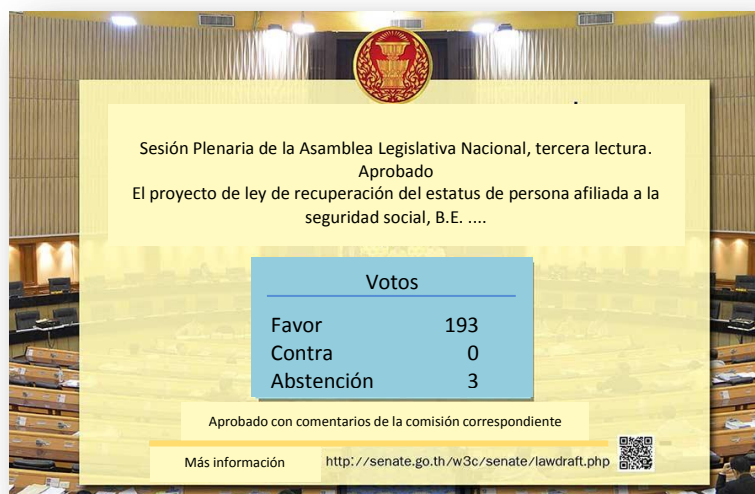 Sesión Plenaria de la Asamblea Legislativa Nacional, tercera lectura.
Aprobado
El proyecto de ley de recuperación del estatus de persona afiliada a la
seguridad social, B.E. ....
Votos
Favor 193
Contra 0
Abstención 3
Aprobado con comentarios de la comisión correspondiente
Más información http://senate.go.th/w3c/senate/lawdraft.php